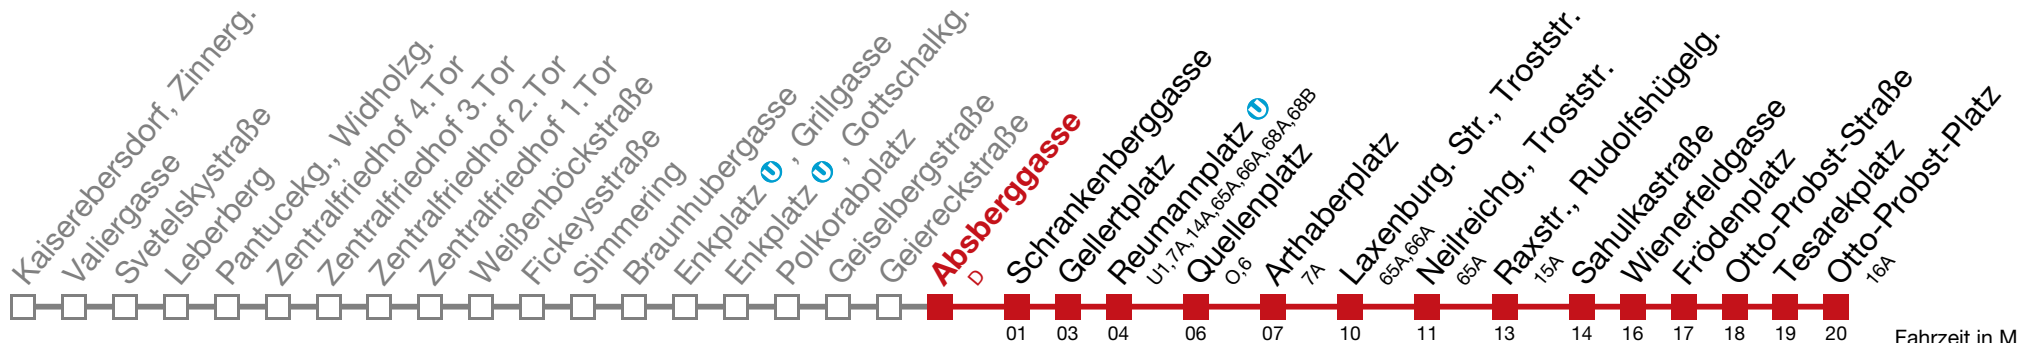 Kaiserebersdorf, Zinnerg.
Valiergasse
Svetelskystraße
Leberberg
Pantucekg., Widholzg.
Zentralfriedhof 4.Tor
Zentralfriedhof 3.Tor
Zentralfriedhof 2.Tor
Zentralfriedhof 1.Tor
Weißenböckstraße
Fickeysstraße
Simmering
Braunhubergasse
Enkplatz U, Grillgasse
Enkplatz U, Gottschalkg.
Polkorabplatz
Geiselbergstraße
Geiereckstraße
Absberggasse
D
Schrankenberggasse
Gellertplatz
Reumannplatz U
U1,7A,14A,65A,66A,68A,68B
Quellenplatz
O,6
Arthaberplatz
7A
Laxenburg. Str., Troststr.
65A,66A
Neilreichg., Troststr.
65A
Raxstr., Rudolfshügelg.
15A
Sahulkastraße
Wienerfeldgasse
Frödenplatz
Otto-Probst-Straße
Tesarekplatz
Otto-Probst-Platz
16A
01 03 04 06 07 10 11 13 14 16 17 18 19 20
Fahrzeit in M